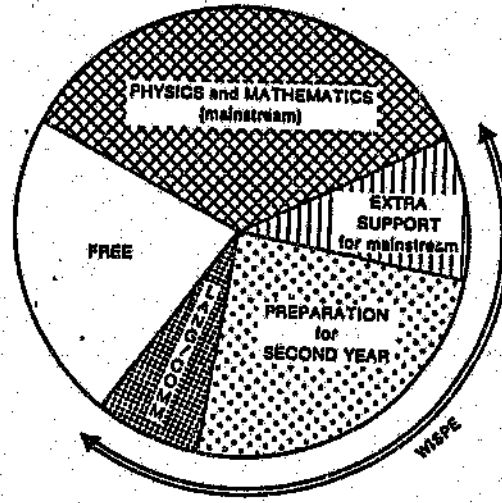 PHYSICS and MATHEMATICS
(mainstream)
EXTRA
SUPPORT
for mainstream
FREE
PREPARATION
for
SECOND YEAR
LANG/COMM
WISPE